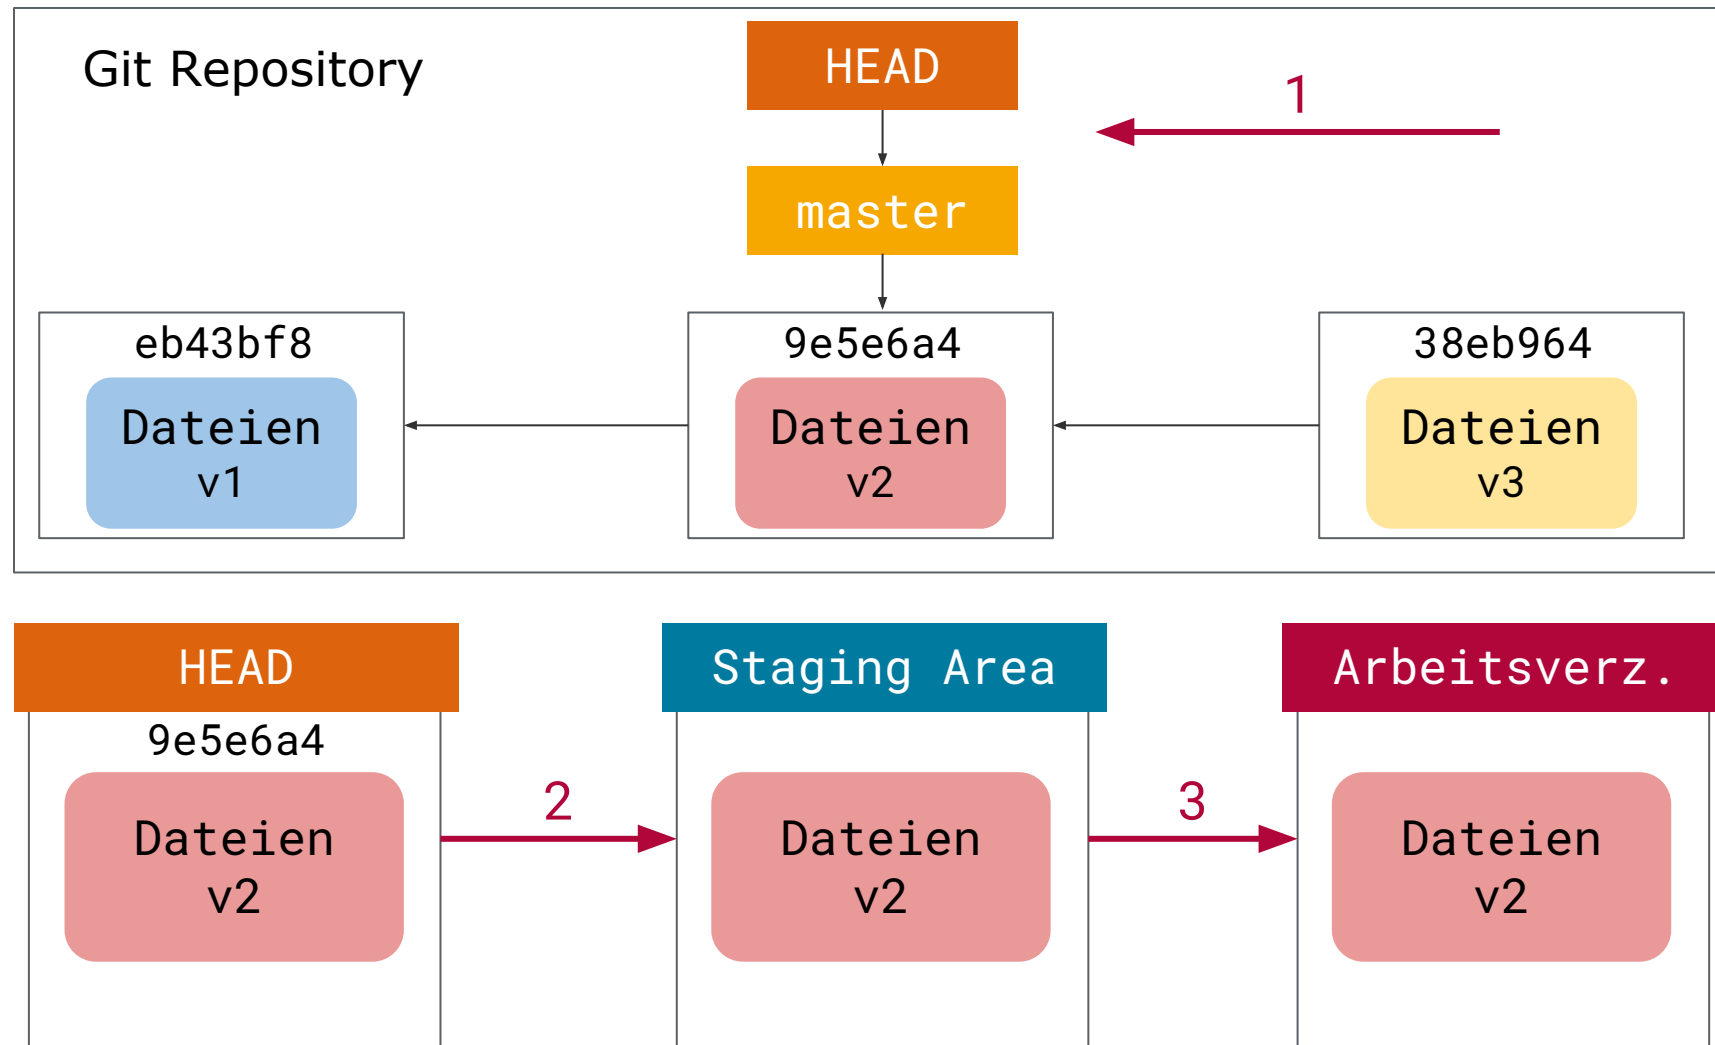 Git Repository
HEAD
1
master
eb43bf8
9e5e6a4
38eb964
Dateien
v1
Dateien
v2
Dateien
v3
HEAD
Staging Area
Arbeitsverz.
9e5e6a4
Dateien
v2
2
Dateien
v2
3
Dateien
v2